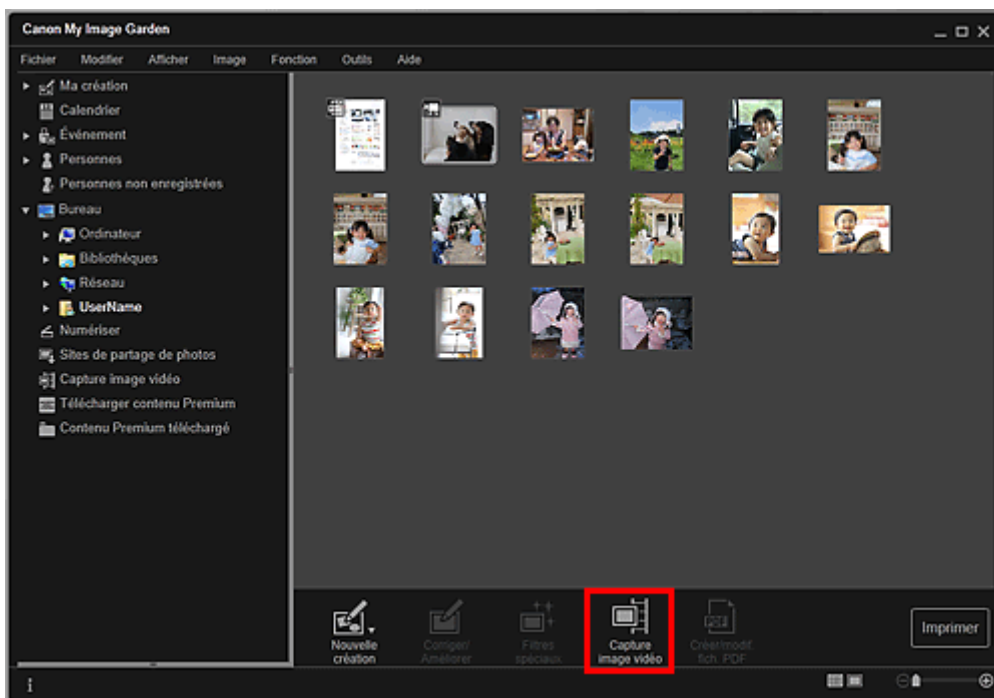 Canon My Image Garden
Fichier Modifier Afficher Image Fonction Outils Aide
Ma création
Calendrier
Événement
Personnes
Personnes non enregistrées
Bureau
Ordinateur
Bibliothèques
Réseau
UserName
Numériser
Sites de partage de photos
Capture image vidéo
Télécharger contenu Premium
Contenu Premium téléchargé
Nouvelle
création
Corriger/
Améliorer
Filtres
spéciaux
Capture
image vidéo
Créer/modif.
fich. PDF
Imprimer